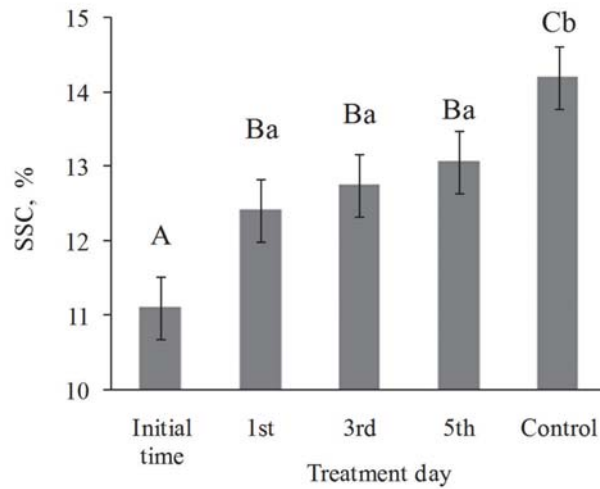 15
14
13
12
11
10
SSC, %
A
Ba
Ba
Ba
Cb
Initial time
1st
3rd
5th
Control
Treatment day